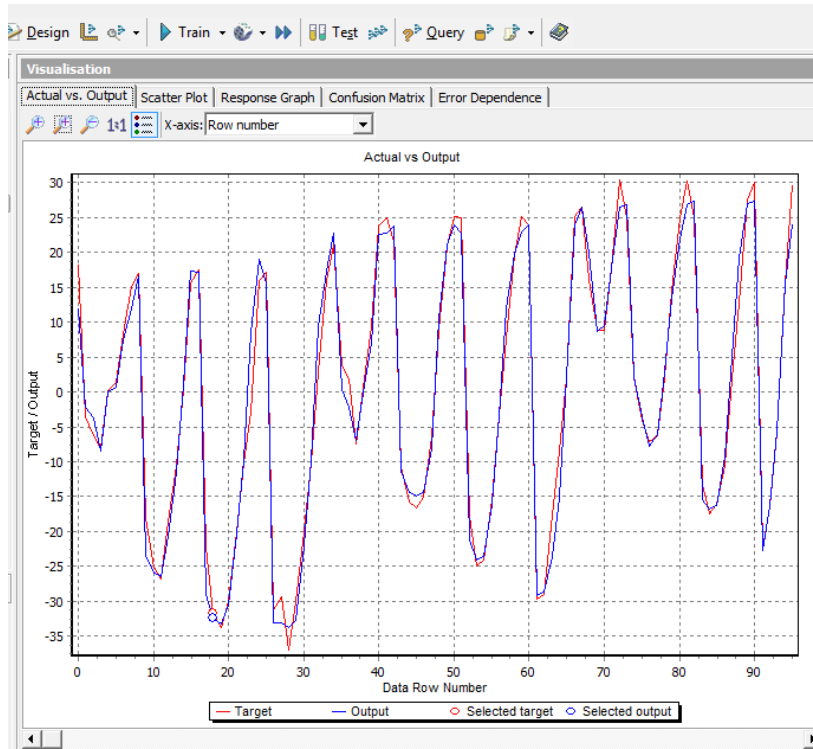 Design Train Test Query
Visualisation
Actual vs. Output Scatter Plot Response Graph Confusion Matrix Error Dependence
1:1 X-axis: Row number
Actual vs Output
30
25
20
15
10
5
0
-5
-10
-15
-20
-25
-30
-35
Target / Output
0 10 20 30 40 50 60 70 80 90
Data Row Number
Target Output Selected target Selected output